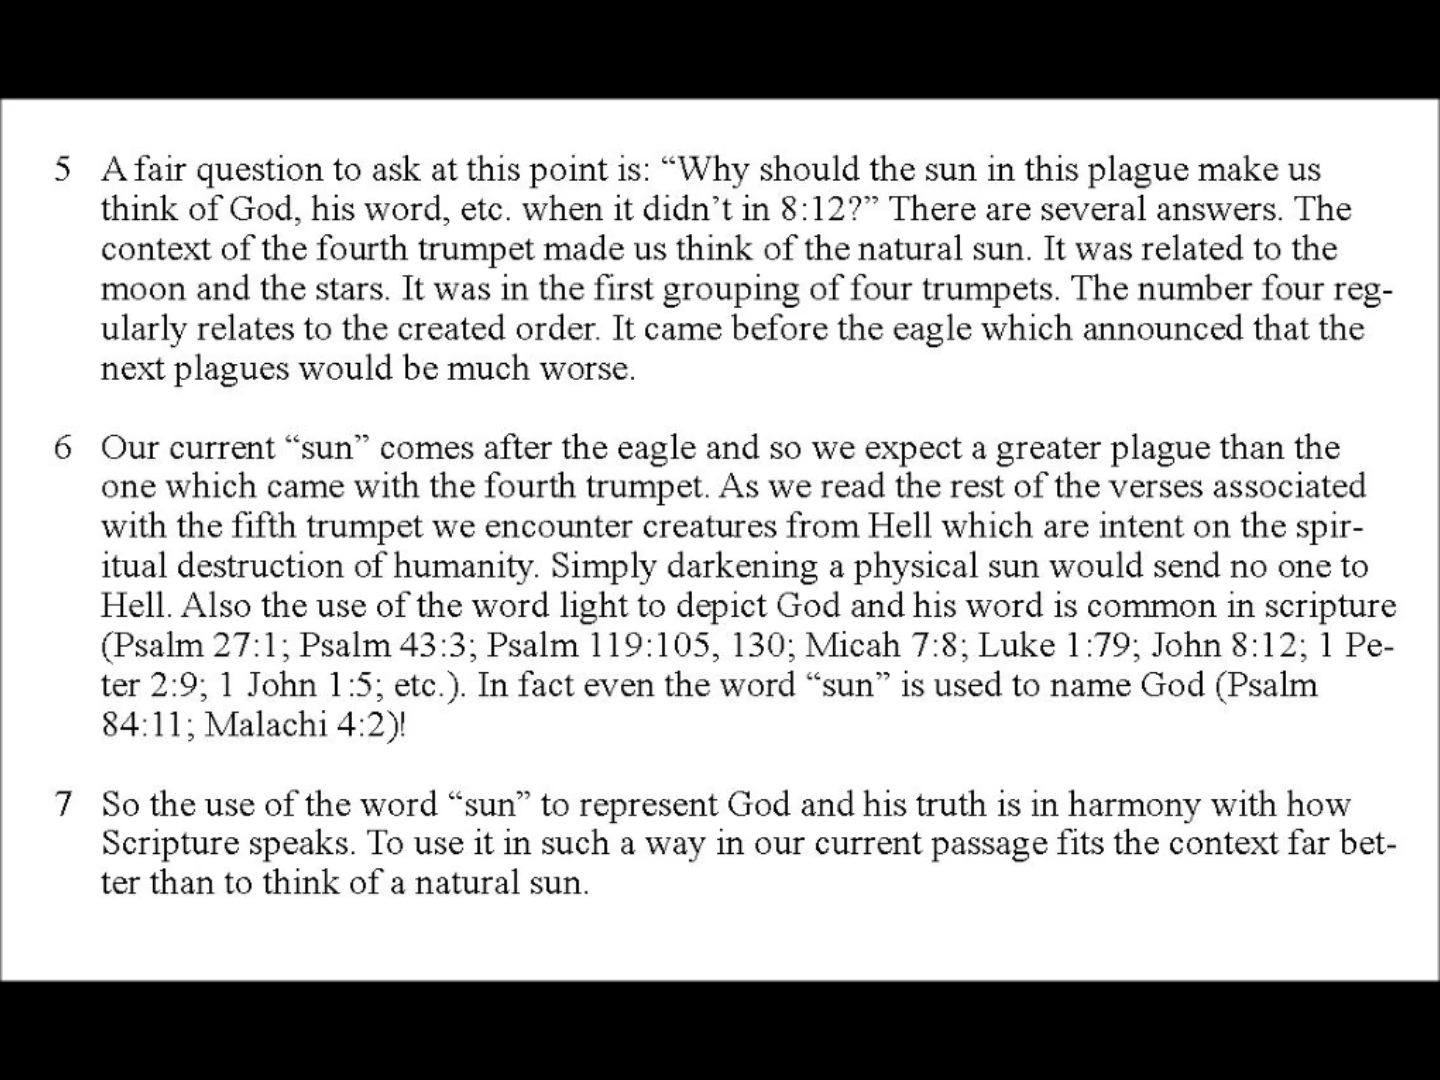 5 A fair question to ask at this point is: “Why should the sun in this plague make us
think of God, his word, etc. when it didn’t in 8:12?” There are several answers. The
context of the fourth trumpet made us think of the natural sun. It was related to the
moon and the stars. It was in the first grouping of four trumpets. The number four reg-
ularly relates to the created order. It came before the eagle which announced that the
next plagues would be much worse.
6 Our current “sun” comes after the eagle and so we expect a greater plague than the
one which came with the fourth trumpet. As we read the rest of the verses associated
with the fifth trumpet we encounter creatures from Hell which are intent on the spir-
itual destruction of humanity. Simply darkening a physical sun would send no one to
Hell. Also the use of the word light to depict God and his word is common in scripture
(Psalm 27:1; Psalm 43:3; Psalm 119:105, 130; Micah 7:8; Luke 1:79; John 8:12; 1 Pe-
ter 2:9; 1 John 1:5; etc.). In fact even the word “sun” is used to name God (Psalm
84:11; Malachi 4:2)!
7 So the use of the word “sun” to represent God and his truth is in harmony with how
Scripture speaks. To use it in such a way in our current passage fits the context far bet-
ter than to think of a natural sun.